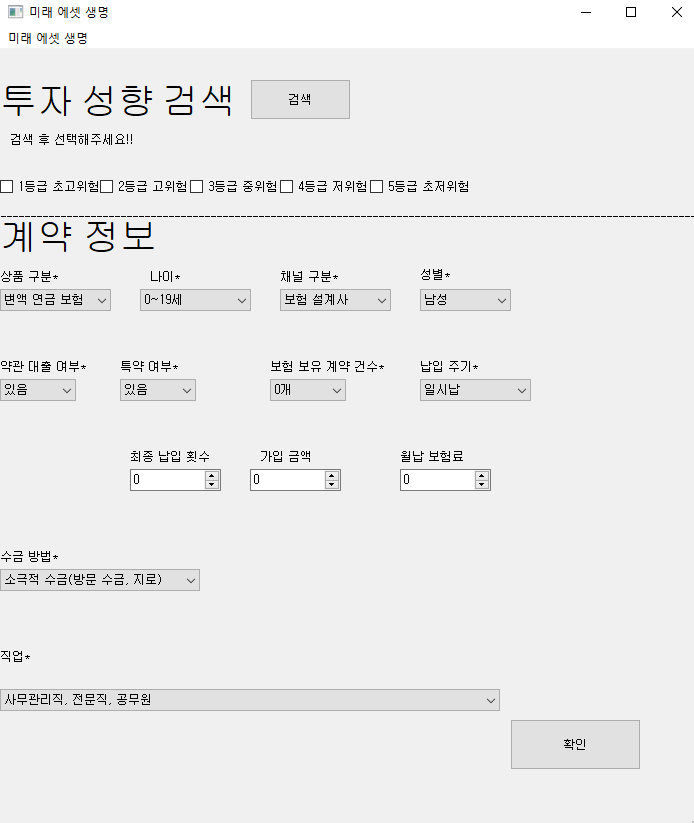 미래 에셋 생명
미래 에셋 생명
투자 성향 검색 검색
검색 후 선택해주세요!!
1등급 초고위험 2등급 고위험 3등급 중위험 4등급 저위험 5등급 초저위험
계약 정보
상품 구분* 나이* 채널 구분* 성별*
변액 연금 보험 0~19세 보험 설계사 남성
약관 대출 여부* 특약 여부* 보험 보유 계약 건수* 납입 주기*
있음 있음 0개 일시납
최종 납입 횟수 가입 금액 월납 보험료
0 0 0
수금 방법*
소극적 수금(방문 수금, 지로)
직업*
사무관리직, 전문직, 공무원
확인